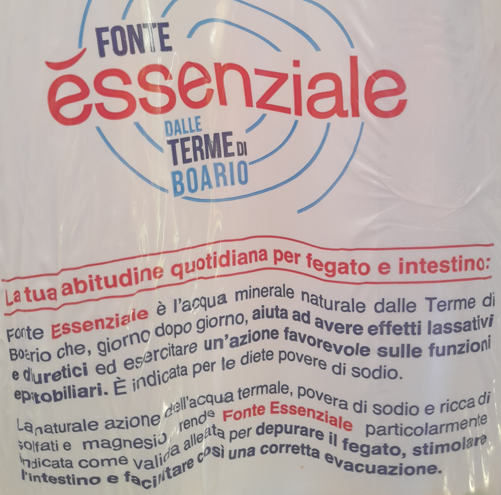 FONTE
èssenziale
DALLE
TERME DI
BOARIO
La tua abitudine quotidiana per fegato e intestino:
Fonte Essenziale è l'acqua minerale naturale dalle Terme di
Boario che, giorno dopo giorno, aiuta ad avere effetti lassativi
e diuretici ed esercitare un'azione favorevole sulle funzioni
epatobiliari. È indicata per le diete povere di sodio.
La naturale azione dell'acqua termale, povera di sodio e ricca di
solfati e magnesio, rende Fonte Essenziale particolarmente
indicata come valida alleata per depurare il fegato, stimolare
l'intestino e facilitare così una corretta evacuazione.